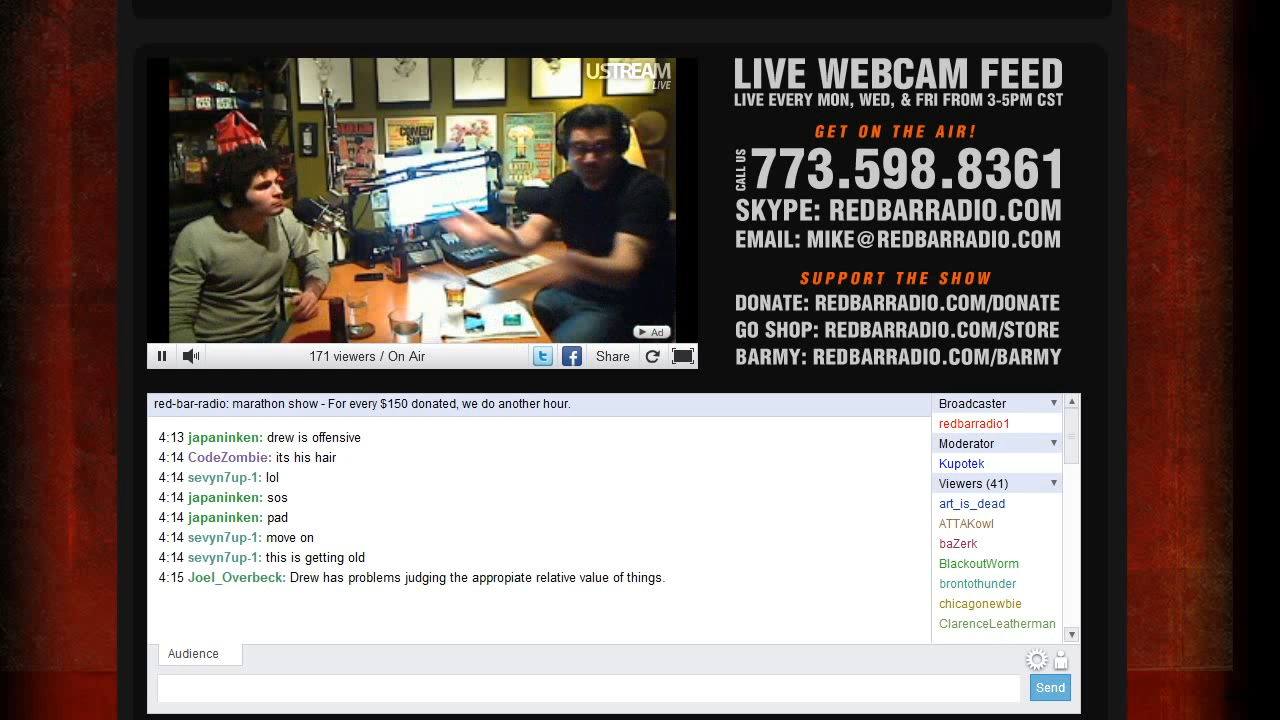 USTREAM
LIVE
COMEDY
Ad
171 viewers / On Air
Share
LIVE WEBCAM FEED
LIVE EVERY MON, WED, & FRI FROM 3-5PM CST
GET ON THE AIR!
CALL US
773.598.8361
SKYPE: REDBARRADIO.COM
EMAIL: MIKE@REDBARRADIO.COM
SUPPORT THE SHOW
DONATE: REDBARRADIO.COM/DONATE
GO SHOP: REDBARRADIO.COM/STORE
BARMY: REDBARRADIO.COM/BARMY
red-bar-radio: marathon show - For every $150 donated, we do another hour.
4:13 japaninken: drew is offensive
4:14 CodeZombie: its his hair
4:14 sevyn7up-1: lol
4:14 japaninken: sos
4:14 japaninken: pad
4:14 sevyn7up-1: move on
4:14 sevyn7up-1: this is getting old
4:15 Joel_Overbeck: Drew has problems judging the appropiate relative value of things.
Broadcaster
redbarradio1
Moderator
Kupotek
Viewers (41)
art_is_dead
ATTAKowl
baZerk
BlackoutWorm
brontothunder
chicagonewbie
ClarenceLeatherman
Audience
Send